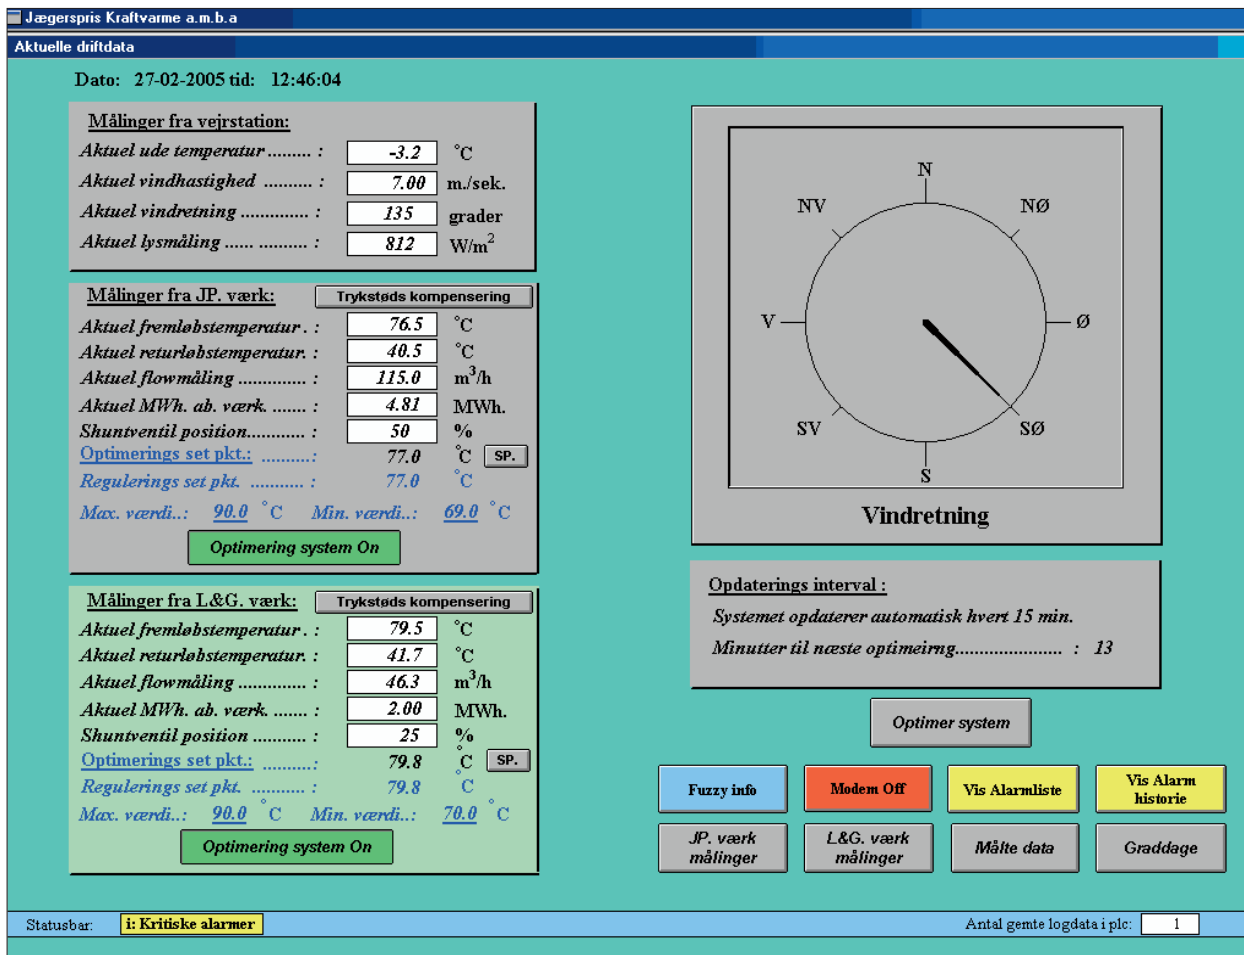 Jægerspris Kraftvarme a.m.b.a
Aktuelle driftdata
Dato: 27-02-2005 tid: 12:46:04
Målinger fra vejrstation:
Aktuel ude temperatur ......... : -3.2 °C
Aktuel vindhastighed .......... : 7.00 m./sek.
Aktuel vindretning .............. : 135 grader
Aktuel lysmåling ...... .......... : 812 W/m²
Målinger fra JP. værk: Trykstøds kompensering
Aktuel fremløbstemperatur . : 76.5 °C
Aktuel returløbstemperatur. : 40.5 °C
Aktuel flowmåling .............. : 115.0 m³/h
Aktuel MWh. ab. værk. ....... : 4.81 MWh.
Shuntventil position............ : 50 %
Optimerings set pkt.: ..........: 77.0 °C SP.
Regulerings set pkt. .......... : 77.0 °C
Max. værdi..: 90.0 °C Min. værdi..: 69.0 °C
Optimering system On
Målinger fra L&G. værk: Trykstøds kompensering
Aktuel fremløbstemperatur . : 79.5 °C
Aktuel returløbstemperatur. : 41.7 °C
Aktuel flowmåling .............. : 46.3 m³/h
Aktuel MWh. ab. værk. ....... : 2.00 MWh.
Shuntventil position ........... : 25 %
Optimerings set pkt.: ..........: 79.8 °C SP.
Regulerings set pkt. .......... : 79.8 °C
Max. værdi..: 90.0 °C Min. værdi..: 70.0 °C
Optimering system On
N
NV NØ
V Ø
SV SØ
S
Vindretning
Opdaterings interval :
Systemet opdaterer automatisk hvert 15 min.
Minutter til næste optimeirng...................... : 13
Optimer system
Fuzzy info
Modem Off
Vis Alarmliste
Vis Alarm
historie
JP. værk
målinger
L&G. værk
målinger
Målte data
Graddage
Statusbar: i: Kritiske alarmer
Antal gemte logdata i plc: 1